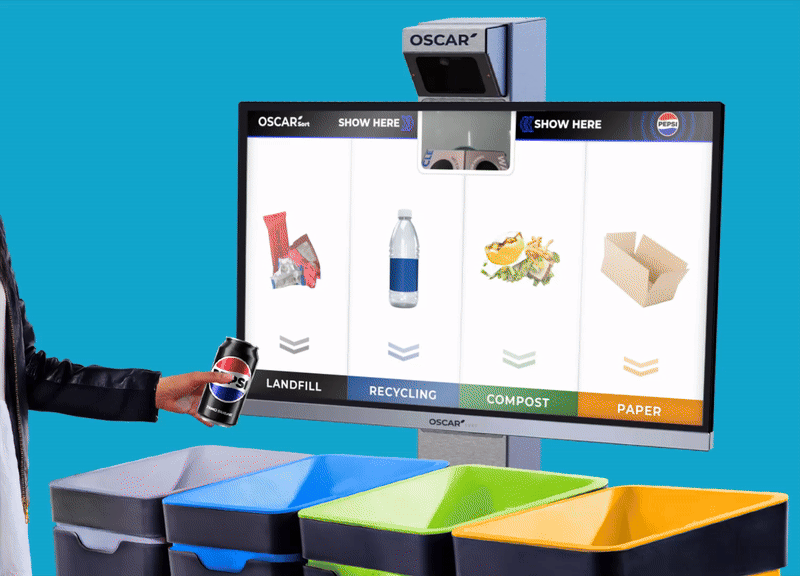 OSCAR
OSCAR Sort
SHOW HERE
SHOW HERE
PEPSI
LANDFILL
RECYCLING
COMPOST
PAPER
PEPSI
OSCAR